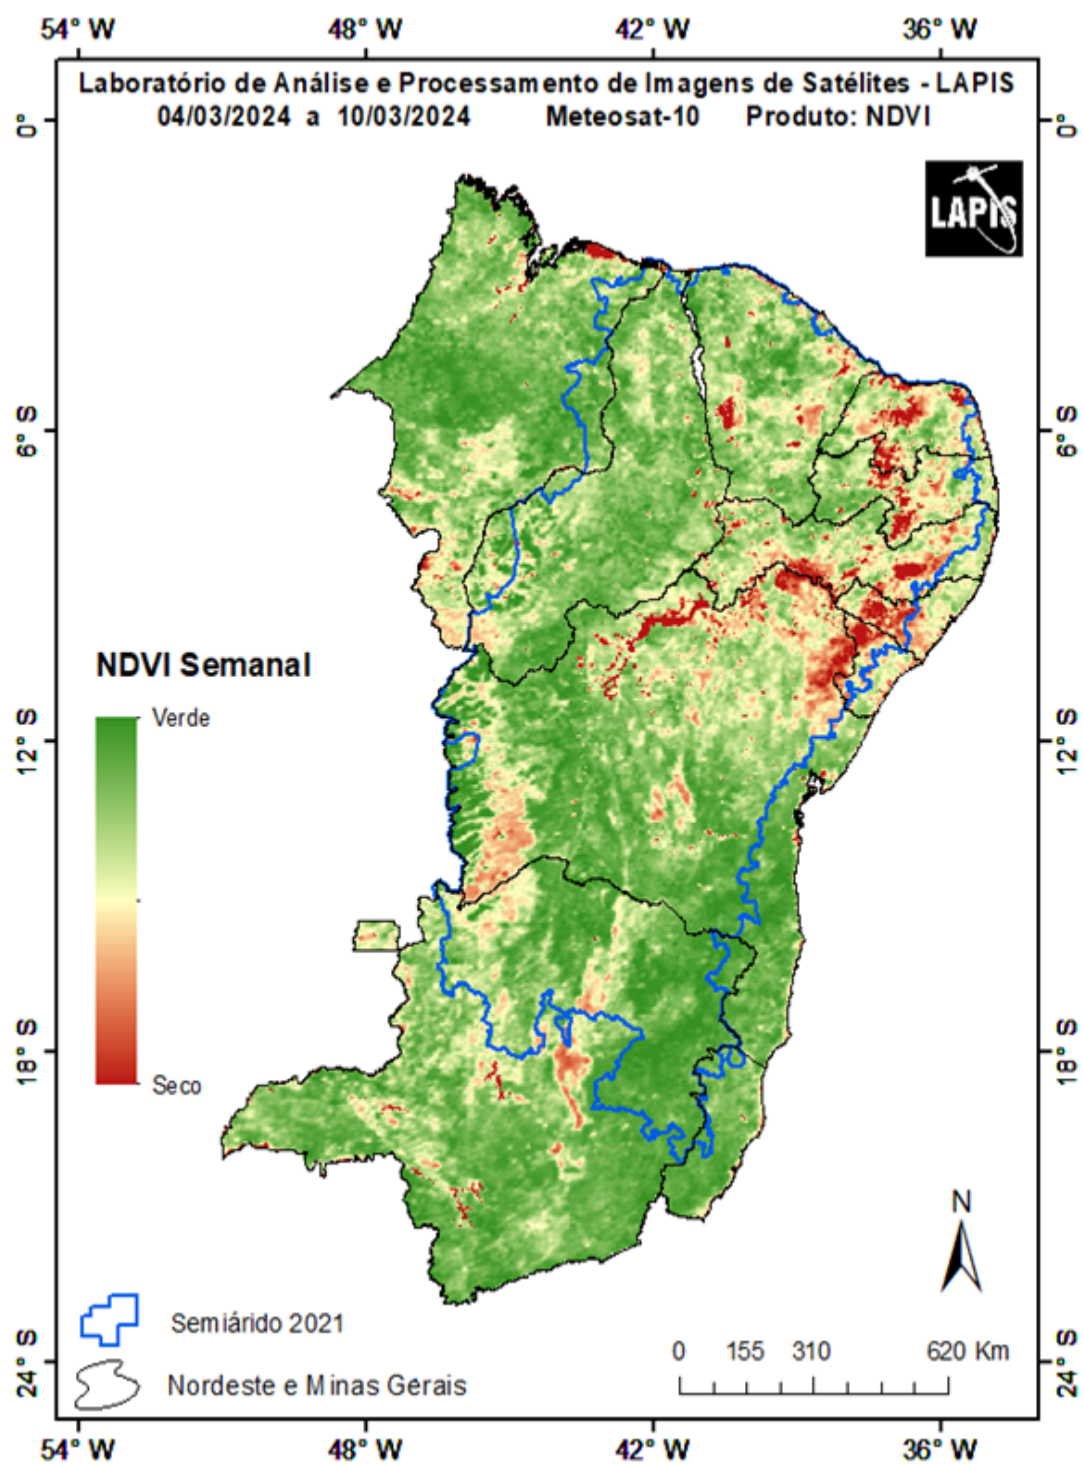 54° W 48° W 42° W 36° W
Laboratório de Análise e Processamento de Imagens de Satélites - LAPIS
04/03/2024 a 10/03/2024 Meteosat-10 Produto: NDVI
0° 0°
LAPIS
6° S 6° S
NDVI Semanal
Verde
12° S 12° S
18° S 18° S
Seco
N
Semiárido 2021
0 155 310 620 Km
24° S 24° S
Nordeste e Minas Gerais
54° W 48° W 42° W 36° W